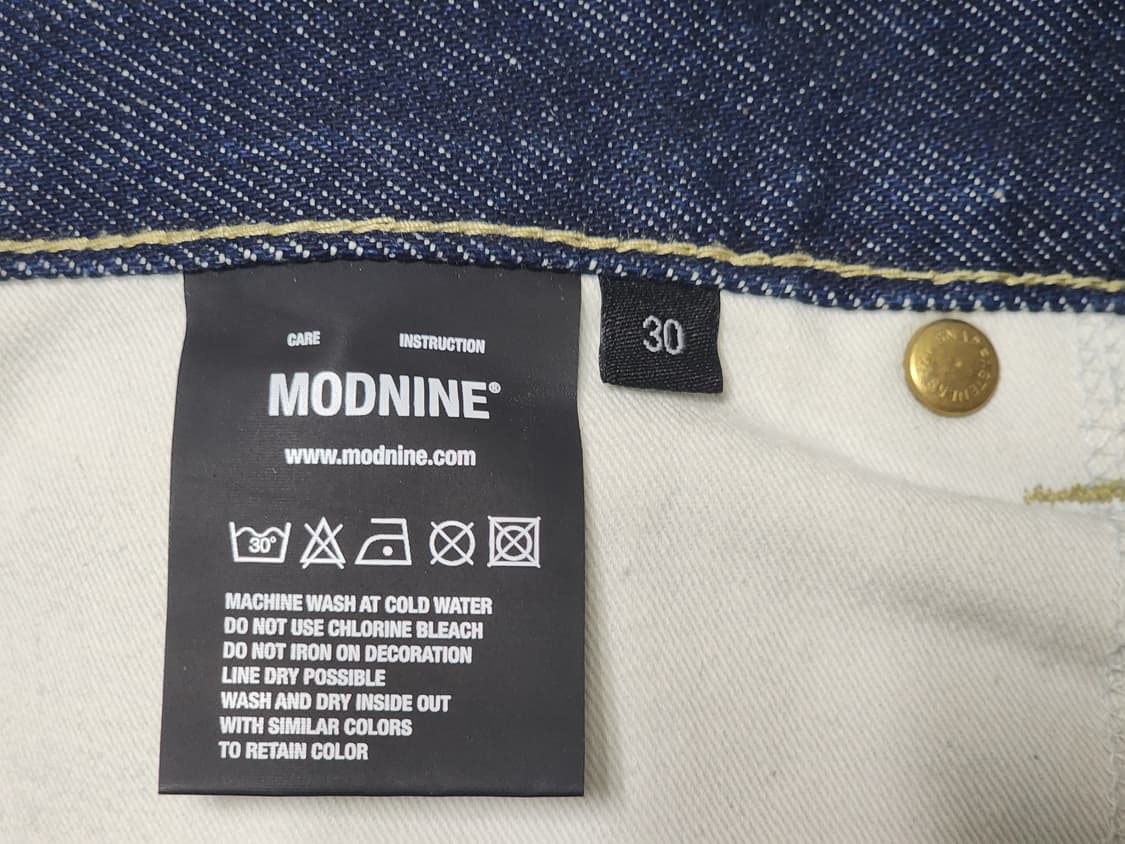 CARE INSTRUCTION
MODNINE®
www.modnine.com
30°
MACHINE WASH AT COLD WATER
DO NOT USE CHLORINE BLEACH
DO NOT IRON ON DECORATION
LINE DRY POSSIBLE
WASH AND DRY INSIDE OUT
WITH SIMILAR COLORS
TO RETAIN COLOR
30